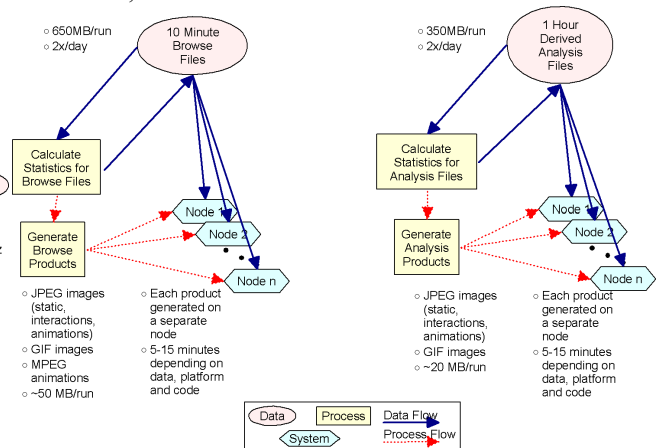 ○ 650MB/run
○ 2x/day
10 Minute
Browse
Files
Calculate
Statistics for
Browse Files
Generate
Browse
Products
Node 1
Node 2
Node n
○ JPEG images
(static,
interactions,
animations)
○ GIF images
○ MPEG
animations
○ ~50 MB/run
○ Each product
generated on
a separate
node
○ 5-15 minutes
depending on
data, platform
and code
○ 350MB/run
○ 2x/day
1 Hour
Derived
Analysis
Files
Calculate
Statistics for
Analysis Files
Generate
Analysis
Products
Node 1
Node 2
Node n
○ JPEG images
(static,
interactions,
animations)
○ GIF images
○ ~20 MB/run
○ Each product
generated on
a separate
node
○ 5-15 minutes
depending on
data, platform
and code
Data
Process
System
Data Flow
Process Flow